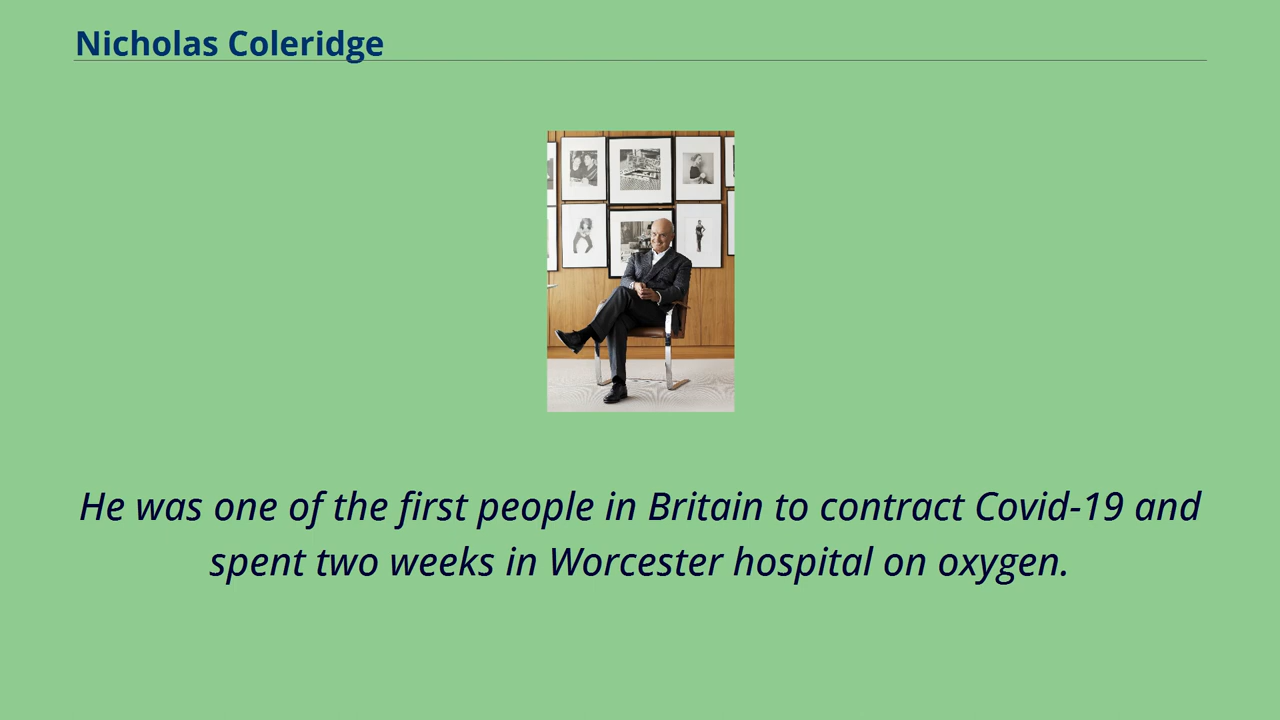 Nicholas Coleridge
He was one of the first people in Britain to contract Covid-19 and
spent two weeks in Worcester hospital on oxygen.